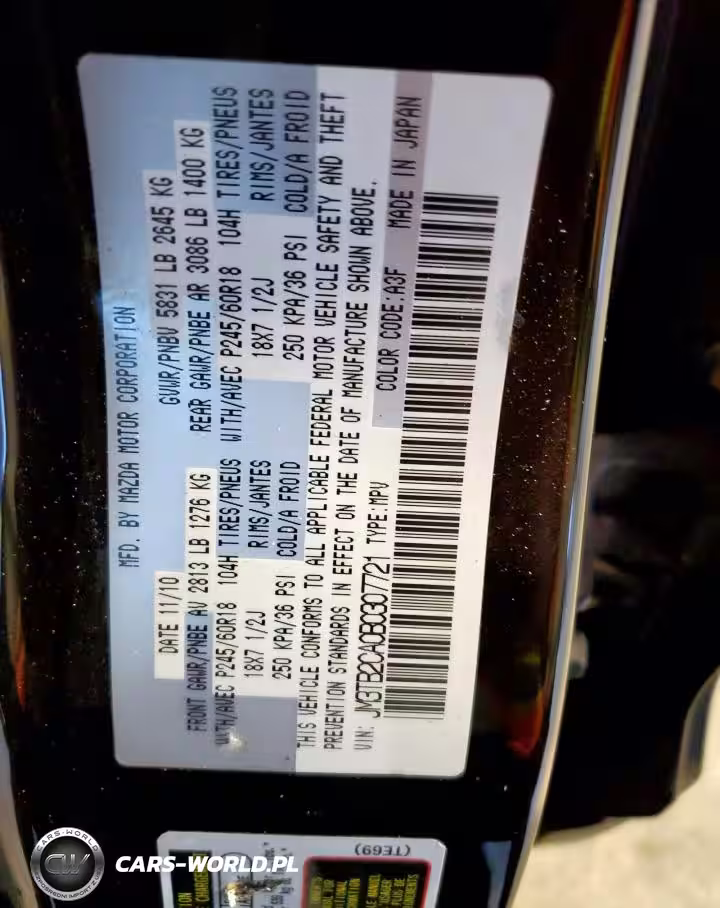 MFD. BY MAZDA MOTOR CORPORATION
DATE 11/10 GVWR/PNBV 5831 LB 2645 KG
FRONT GAWR/PNBE AV 2813 LB 1276 KG REAR GAWR/PNBE AR 3086 LB 1400 KG
WITH/AVEC P245/60R18 104H TIRES/PNEUS WITH/AVEC P245/60R18 104H TIRES/PNEUS
18X7 1/2J RIMS/JANTES 18X7 1/2J RIMS/JANTES
250 KPA/36 PSI COLD/A FROID 250 KPA/36 PSI COLD/A FROID
THIS VEHICLE CONFORMS TO ALL APPLICABLE FEDERAL MOTOR VEHICLE SAFETY AND THEFT
PREVENTION STANDARDS IN EFFECT ON THE DATE OF MANUFACTURE SHOWN ABOVE.
VIN: JM3TB2CA0B0307721 TYPE:MPV COLOR CODE:A3F MADE IN JAPAN
(TE69)
CARS-WORLD
CW
CARS-WORLD.PL